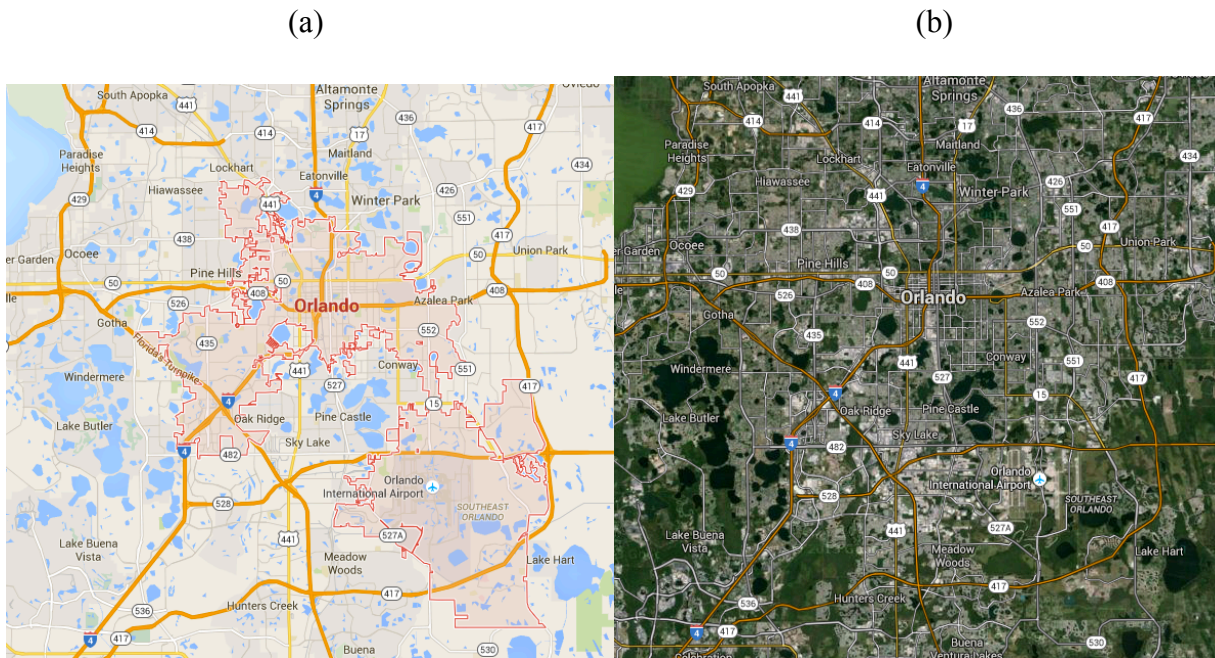 (a)
(b)
South Apopka
441
Altamonte
Springs
436
417
414
414
17
Paradise
Heights
Lockhart
Maitland
434
Hiawassee
Eatonville
429
441
4
Winter Park
426
551
438
417
Ocoee
Union Park
Pine Hills
50
50
50
526
408
Orlando
Azalea Park
408
Gotha
552
435
Florida's Turnpike
Windermere
441
527
Conway
551
417
4
15
Lake Butler
Oak Ridge
Pine Castle
Sky Lake
4
482
Orlando
International Airport
528
SOUTHEAST
ORLANDO
527A
Lake Buena
Vista
441
Meadow
Woods
Lake Hart
417
536
Hunters Creek
4
417
Buena
530
South Apopka
441
Altamonte
Springs
436
417
414
414
17
Paradise
Heights
Lockhart
Maitland
434
Eatonville
Hiawassee
429
441
4
Winter Park
426
551
438
417
Ocoee
50
Union Park
Pine Hills
50
50
526
408
Orlando
Azalea Park
408
Gotha
552
435
Windermere
441
527
Conway
551
417
4
15
Lake Butler
Oak Ridge
Pine Castle
Sky Lake
4
482
Orlando
International Airport
528
SOUTHEAST
ORLANDO
527A
Lake Buena
Vista
441
Meadow
Woods
Lake Hart
417
536
Hunters Creek
4
417
Buena
Ventura Lakes
530